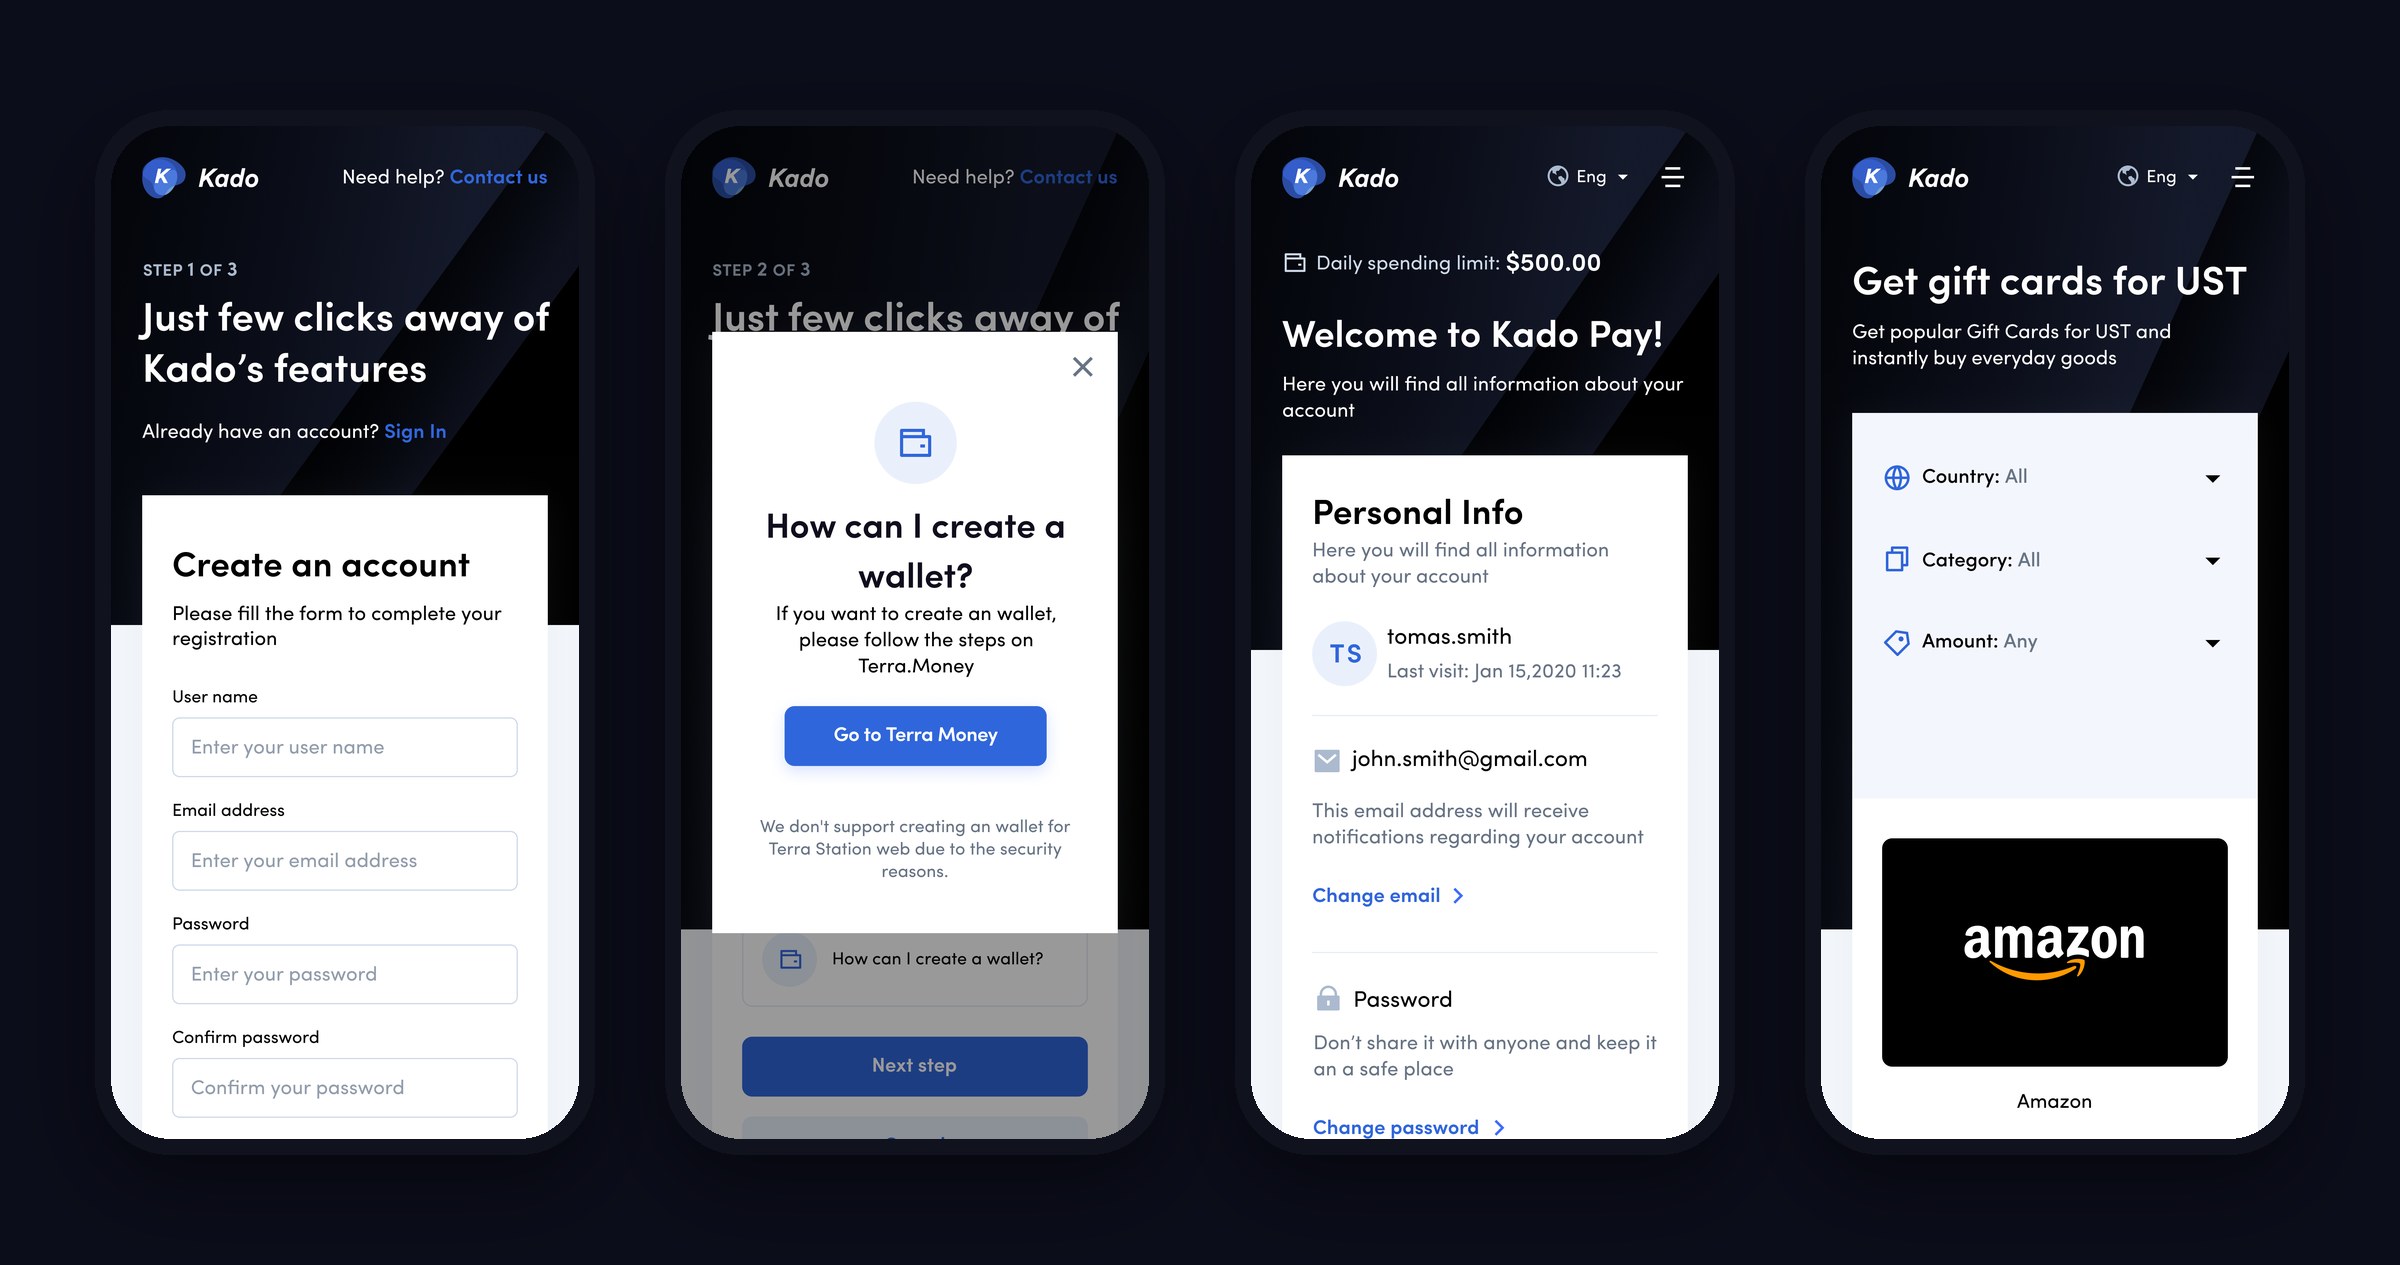 K Kado
Need help? Contact us
STEP 1 OF 3
Just few clicks away of
Kado’s features
Already have an account? Sign In
Create an account
Please fill the form to complete your
registration
User name
Enter your user name
Email address
Enter your email address
Password
Enter your password
Confirm password
Confirm your password
K Kado
Need help? Contact us
STEP 2 OF 3
Just few clicks away of
How can I create a
wallet?
If you want to create an wallet,
please follow the steps on
Terra.Money
Go to Terra Money
We don't support creating an wallet for
Terra Station web due to the security
reasons.
How can I create a wallet?
Next step
K Kado
Eng
Daily spending limit: $500.00
Welcome to Kado Pay!
Here you will find all information about your
account
Personal Info
Here you will find all information
about your account
TS
tomas.smith
Last visit: Jan 15,2020 11:23
john.smith@gmail.com
This email address will receive
notifications regarding your account
Change email
Password
Don’t share it with anyone and keep it
an a safe place
Change password
K Kado
Eng
Get gift cards for UST
Get popular Gift Cards for UST and
instantly buy everyday goods
Country: All
Category: All
Amount: Any
amazon
Amazon